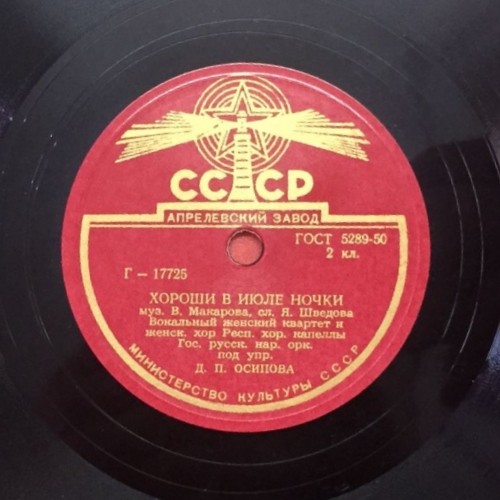 СССР
АПРЕЛЕВСКИЙ ЗАВОД
ГОСТ 5289-50
2 кл.
Г — 17725
ХОРОШИ В ИЮЛЕ НОЧКИ
муз. В. Макарова, сл. Я. Шведова
Вокальный женский квартет и
женск. хор Респ. хор. капеллы
Гос. русск. нар. орк.
под упр.
Д. П. ОСИПОВА
МИНИСТЕРСТВО КУЛЬТУРЫ СССР